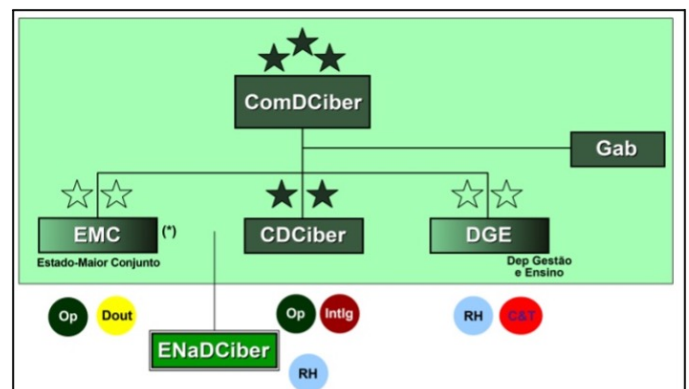 ComDCiber
Gab
EMC
(*)
CDCiber
DGE
Estado-Maior Conjunto
Dep Gestão
e Ensino
Op
Dout
Op
Intlg
RH
C&T
ENaDCiber
RH